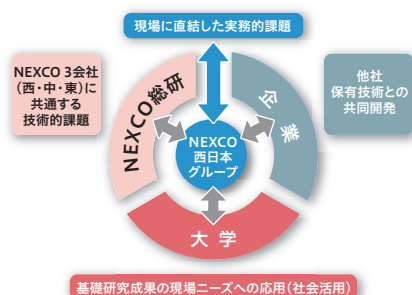 現場に直結した実務的課題
NEXCO 3会社
(西・中・東)に
共通する
技術的課題
NEXCO総研
企業
他社
保有技術との
共同開発
NEXCO
西日本
グループ
大学
基礎研究成果の現場ニーズへの応用(社会活用)